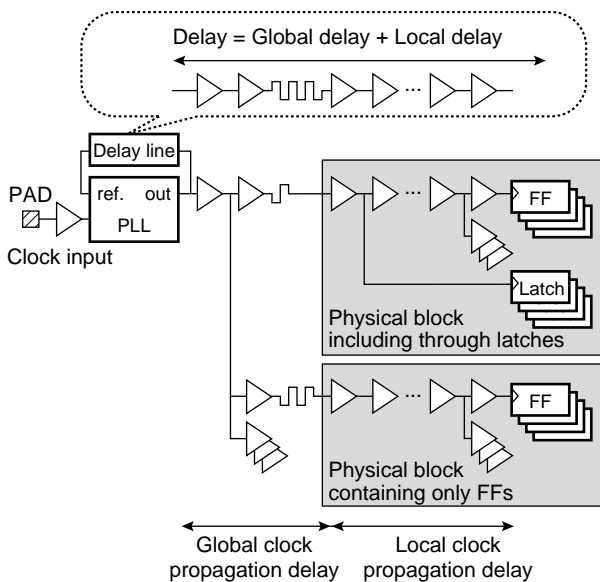 Delay = Global delay + Local delay
...
Delay line
PAD
ref. out
PLL
Clock input
...
FF
Latch
Physical block
including through latches
...
FF
Physical block
containing only FFs
Global clock
propagation delay
Local clock
propagation delay